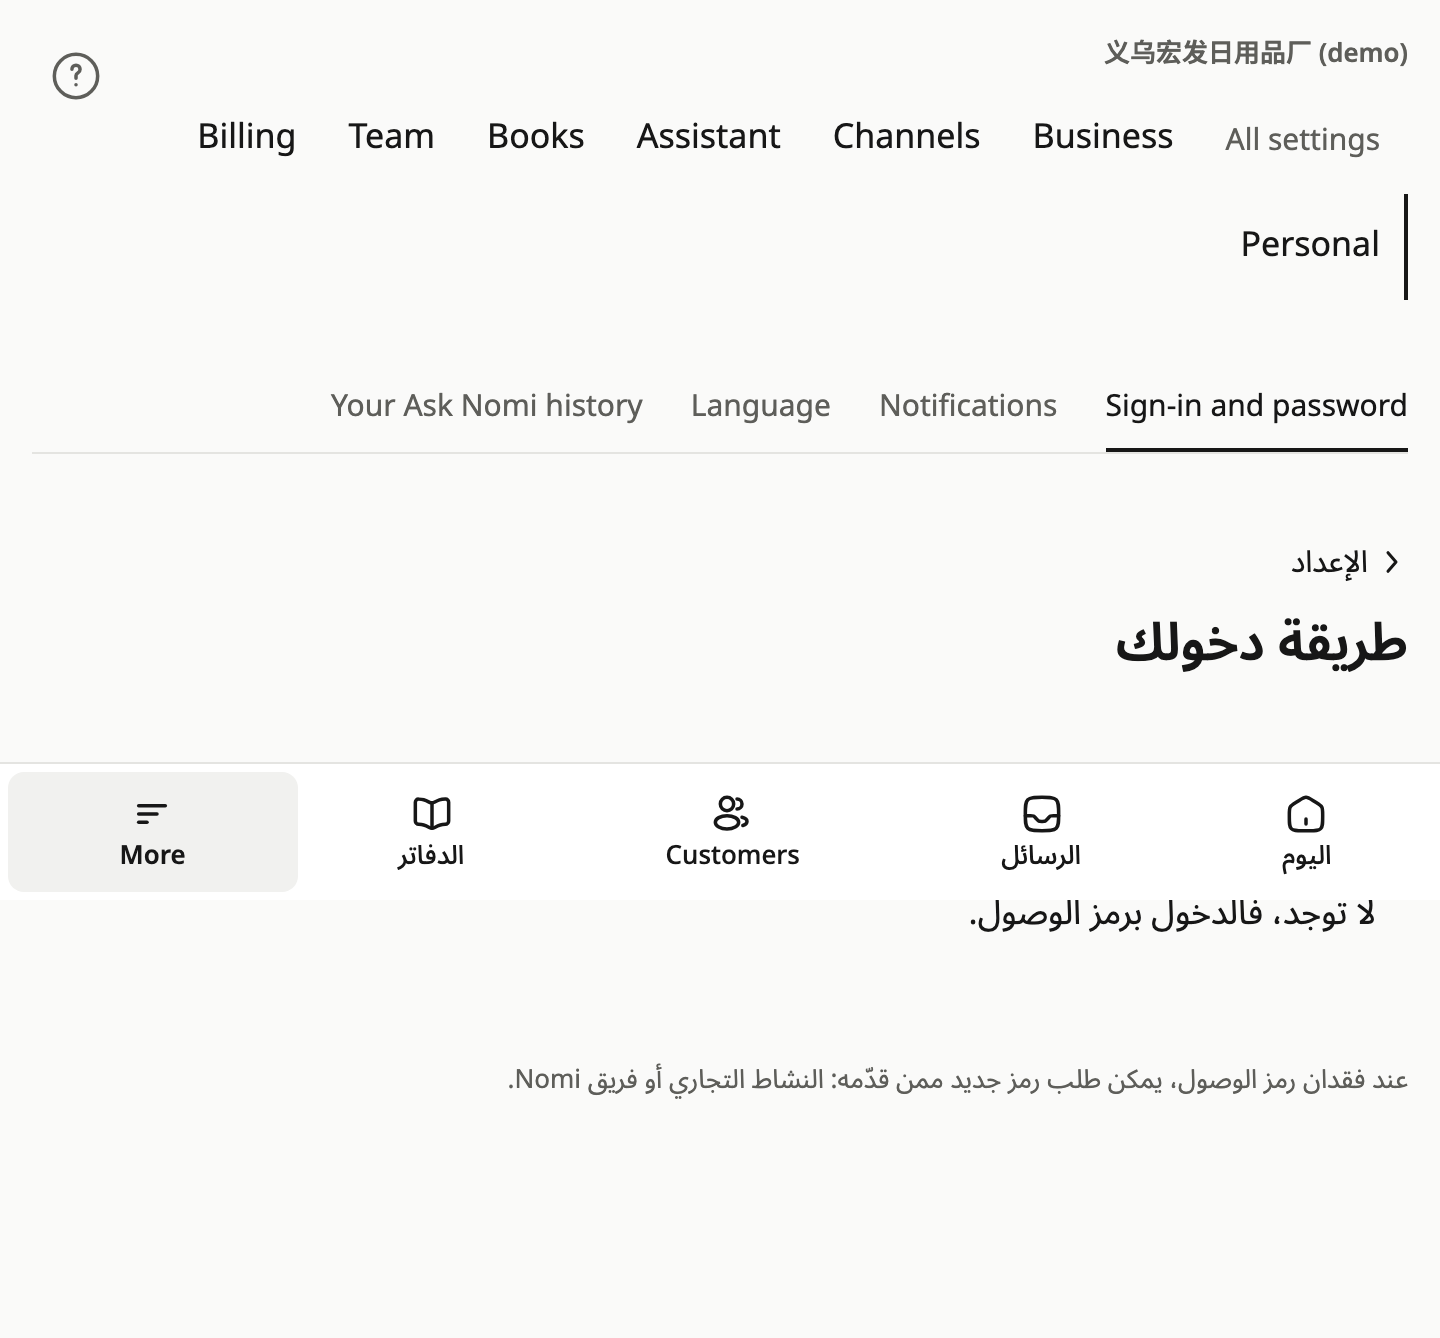 义乌宏发日用品厂 (demo)
All settings Business Channels Assistant Books Team Billing
Personal
Sign-in and password Notifications Language Your Ask Nomi history
الإعداد
طريقة دخولك
اليوم الرسائل Customers الدفاتر More
لا توجد، فالدخول برمز الوصول.
عند فقدان رمز الوصول، يمكن طلب رمز جديد ممن قدّمه: النشاط التجاري أو فريق Nomi.